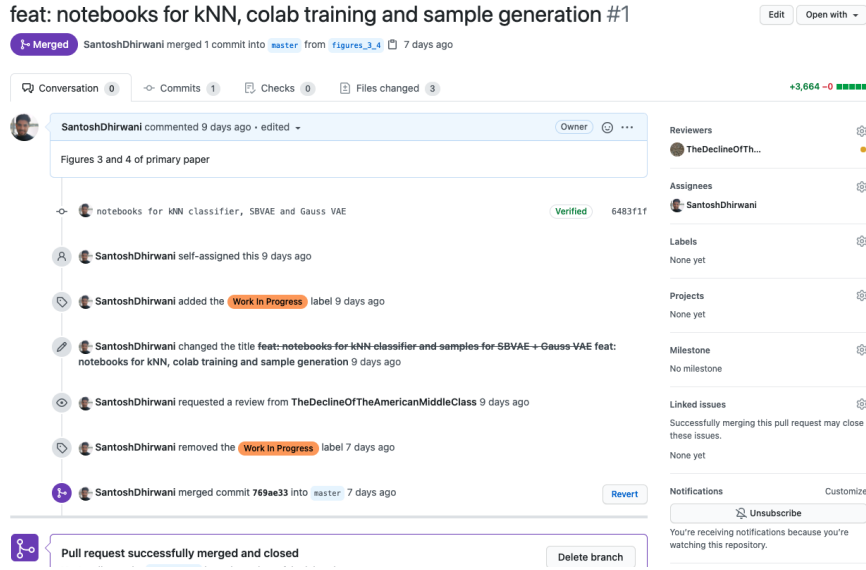 feat: notebooks for kNN, colab training and sample generation #1
Edit
Open with
Merged
SantoshDhirwani merged 1 commit into master from figures_3_4 7 days ago
Conversation 0
Commits 1
Checks 0
Files changed 3
+3,664 −0
SantoshDhirwani commented 9 days ago • edited
Owner
Figures 3 and 4 of primary paper
notebooks for kNN classifier, SBVAE and Gauss VAE
Verified
6483f1f
SantoshDhirwani self-assigned this 9 days ago
SantoshDhirwani added the Work In Progress label 9 days ago
SantoshDhirwani changed the title feat: notebooks for kNN classifier and samples for SBVAE + Gauss VAE feat:
notebooks for kNN, colab training and sample generation 9 days ago
SantoshDhirwani requested a review from TheDeclineOfTheAmericanMiddleClass 9 days ago
SantoshDhirwani removed the Work In Progress label 7 days ago
SantoshDhirwani merged commit 769ae33 into master 7 days ago
Revert
Pull request successfully merged and closed
Delete branch
Reviewers
TheDeclineOfTh...
Assignees
SantoshDhirwani
Labels
None yet
Projects
None yet
Milestone
No milestone
Linked issues
Successfully merging this pull request may close
these issues.
None yet
Notifications
Customize
Unsubscribe
You're receiving notifications because you're
watching this repository.